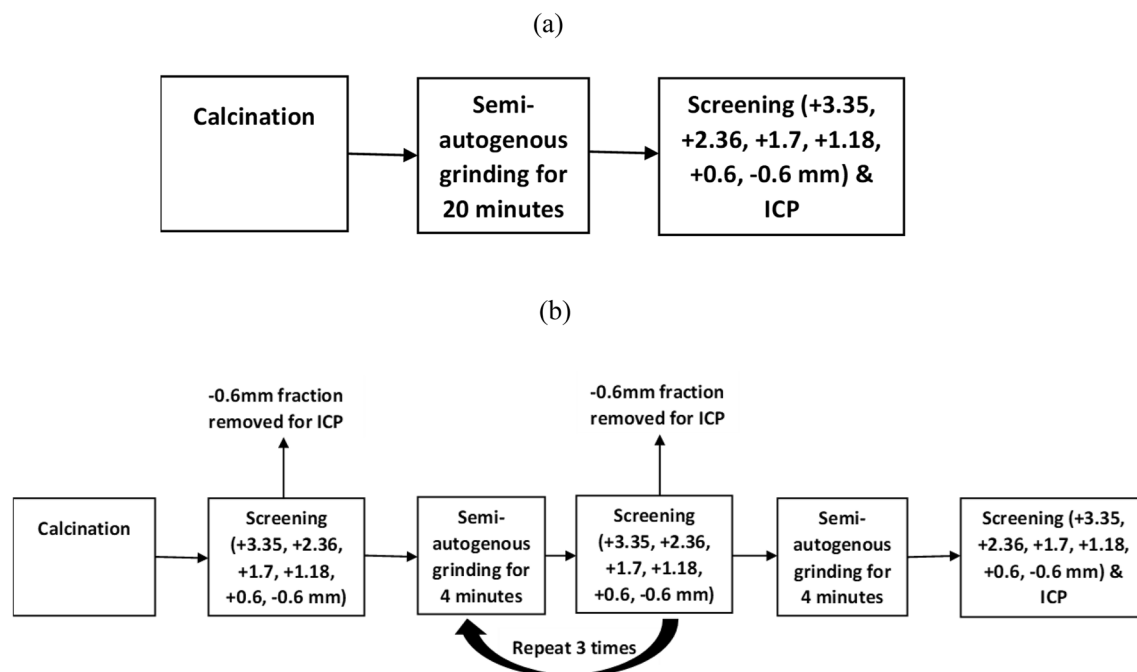 (a)
Calcination
Semi-
autogenous
grinding for
20 minutes
Screening (+3.35,
+2.36, +1.7, +1.18,
+0.6, -0.6 mm) &
ICP
(b)
-0.6mm fraction
removed for ICP
-0.6mm fraction
removed for ICP
Calcination
Screening
(+3.35, +2.36,
+1.7, +1.18,
+0.6, -0.6 mm)
Semi-
autogenous
grinding for
4 minutes
Screening
(+3.35, +2.36,
+1.7, +1.18,
+0.6, -0.6 mm)
Semi-
autogenous
grinding for
4 minutes
Screening (+3.35,
+2.36, +1.7, +1.18,
+0.6, -0.6 mm) &
ICP
Repeat 3 times